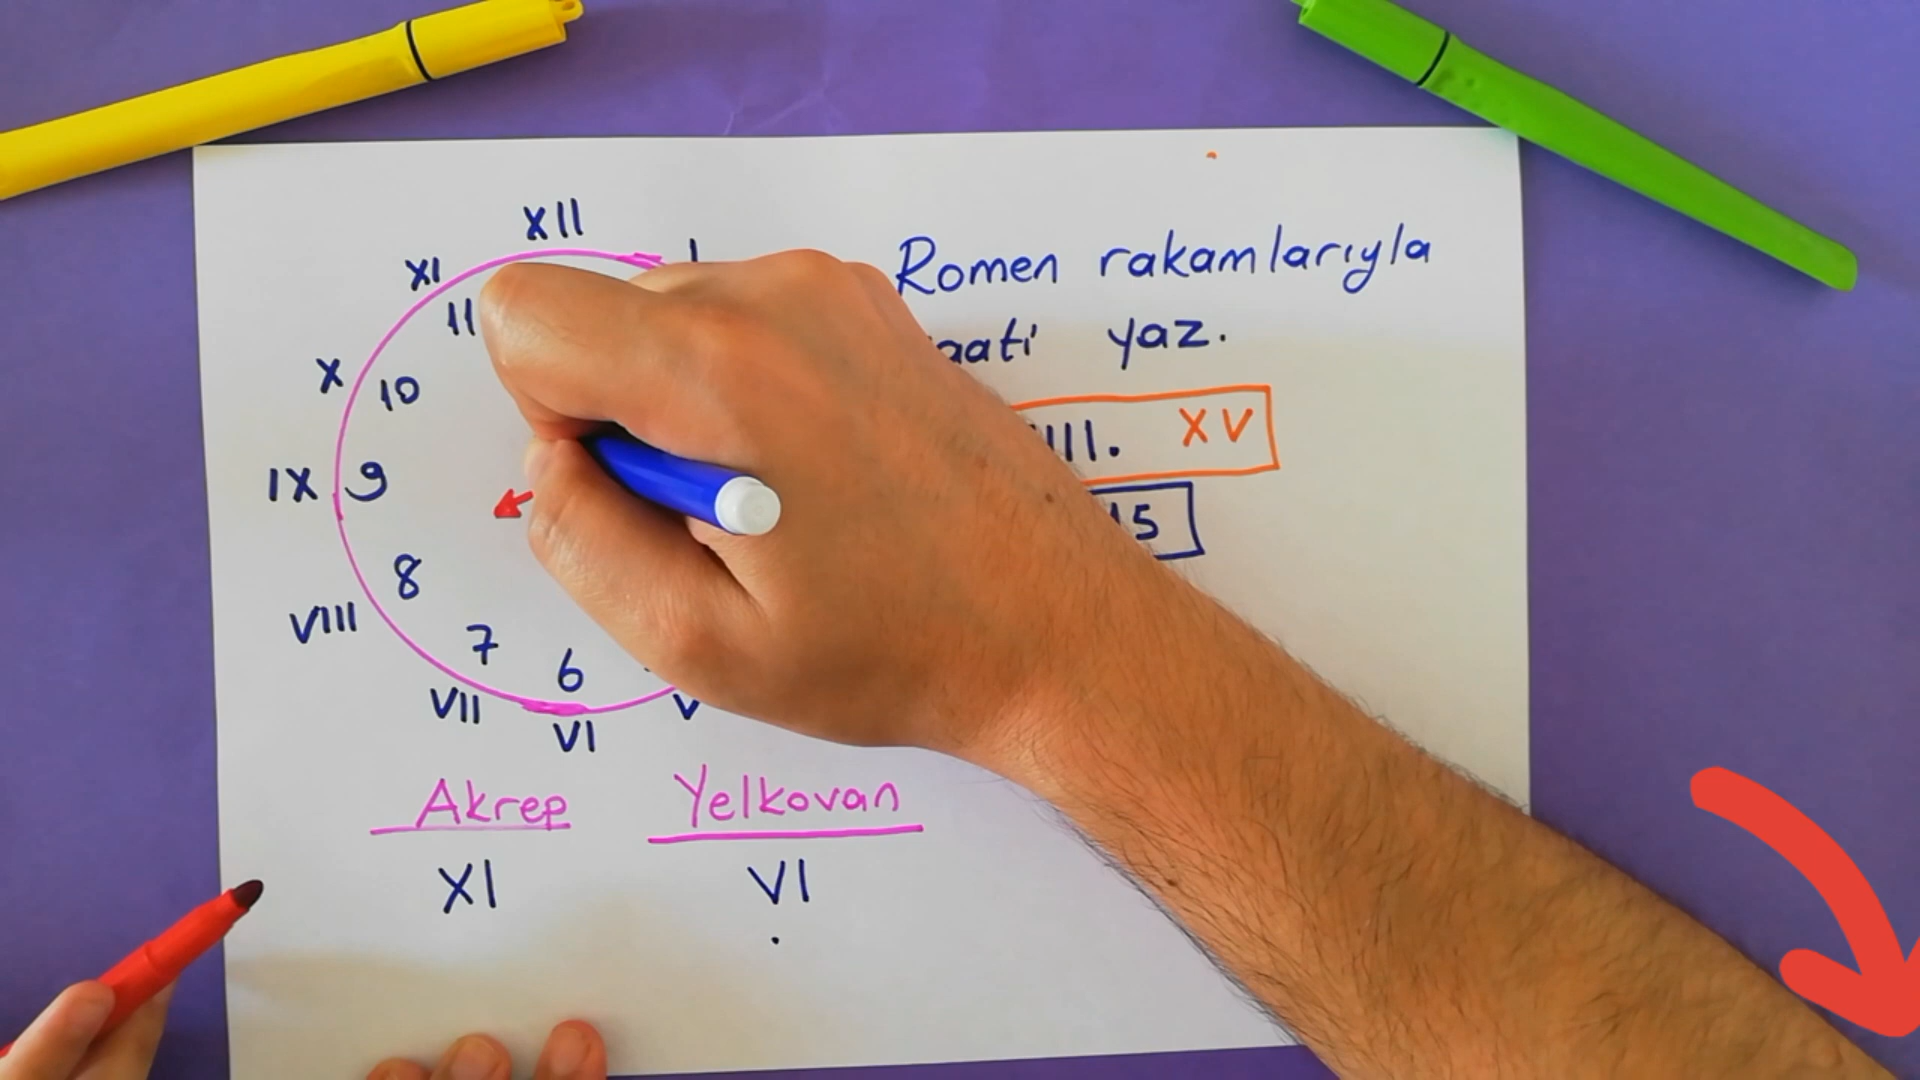 XII
XI I
11
Romen rakamlarıyla
yaz.
X 10
XV
IX 9
15
8
VIII
7
6
VII
V
VI
Akrep Yelkovan
XI VI